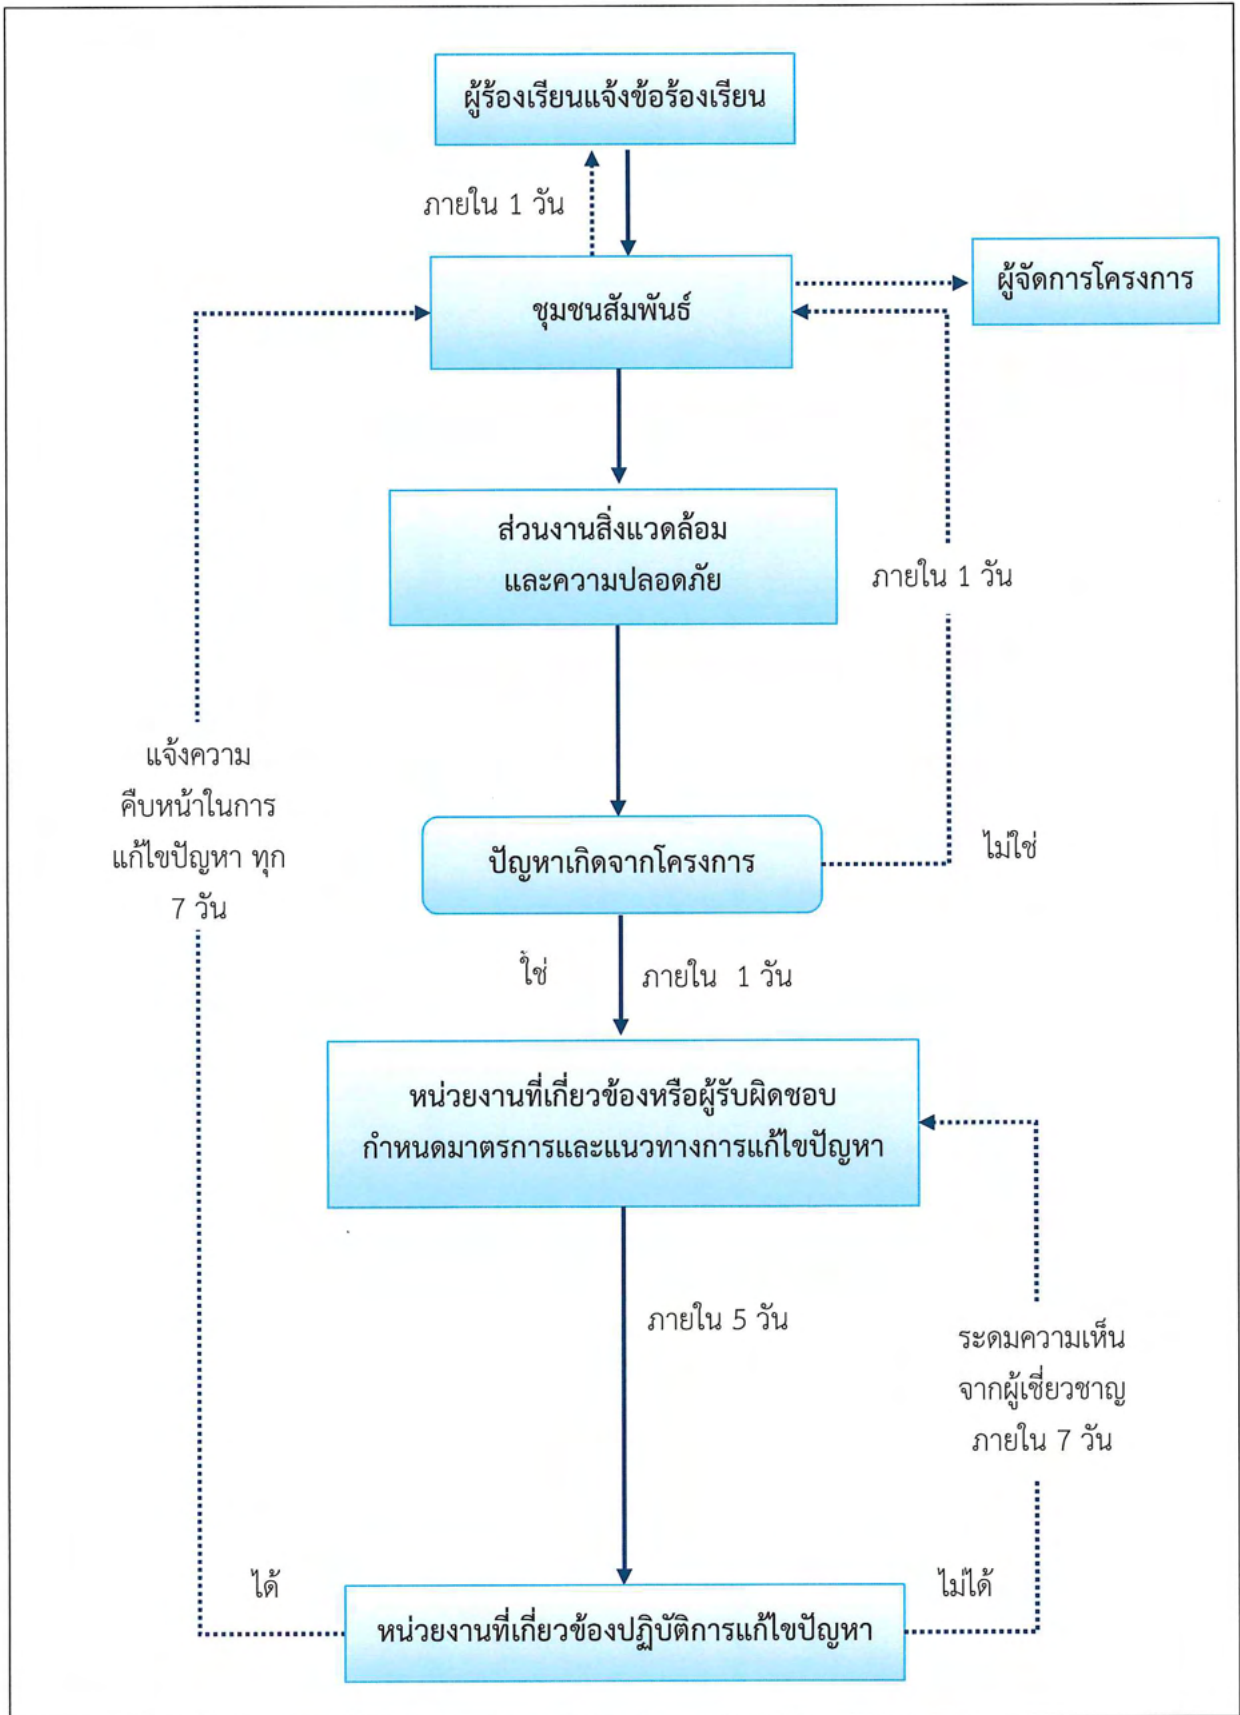 ผู้ร้องเรียนแจ้งข้อร้องเรียน
ภายใน 1 วัน
ผู้จัดการโครงการ
ชุมชนสัมพันธ์
ส่วนงานสิ่งแวดล้อม
และความปลอดภัย
ภายใน 1 วัน
แจ้งความ
คืบหน้าในการ
แก้ไขปัญหา ทุก
7 วัน
ปัญหาเกิดจากโครงการ
ไม่ใช่
ใช่
ภายใน 1 วัน
หน่วยงานที่เกี่ยวข้องหรือผู้รับผิดชอบ
กำหนดมาตรการและแนวทางการแก้ไขปัญหา
ภายใน 5 วัน
ระดมความเห็น
จากผู้เชี่ยวชาญ
ภายใน 7 วัน
ได้
ไม่ได้
หน่วยงานที่เกี่ยวข้องปฏิบัติการแก้ไขปัญหา